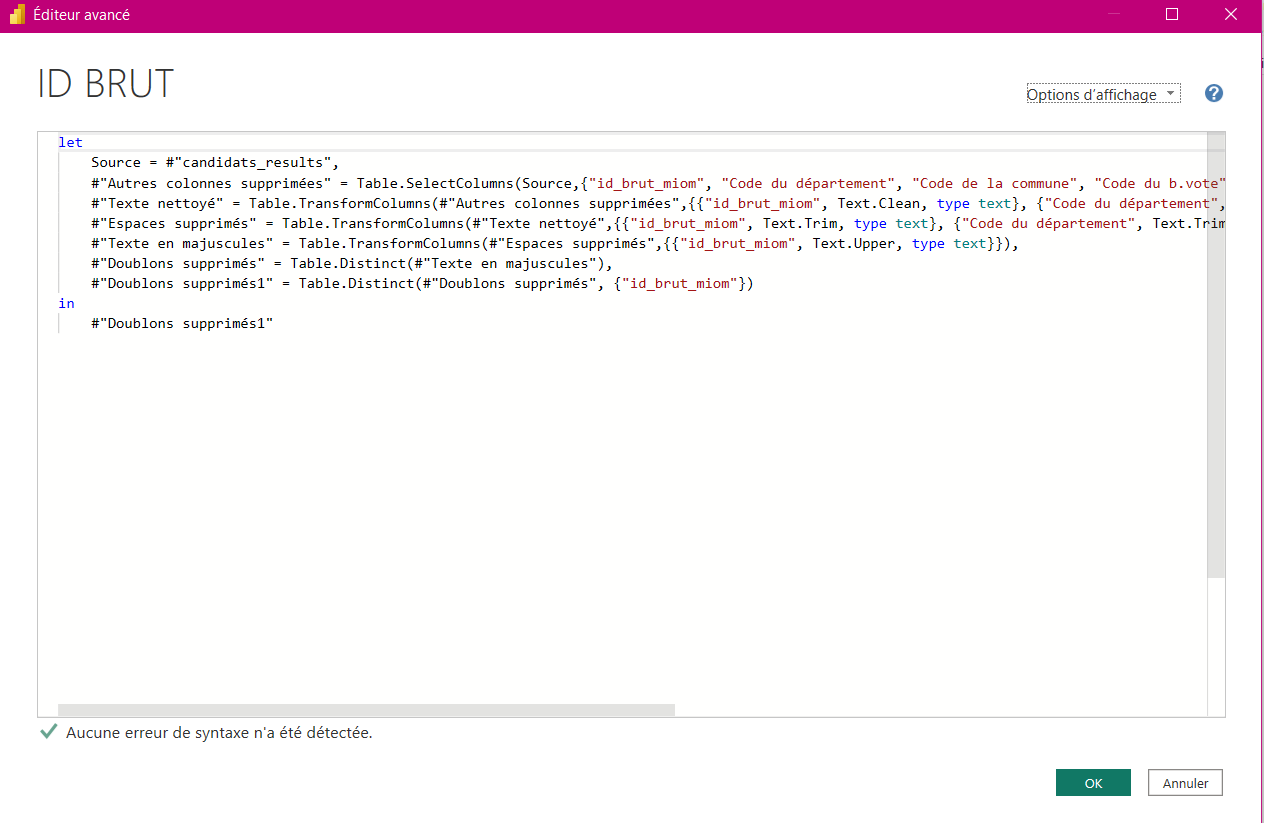 Éditeur avancé
ID BRUT
Options d'affichage
?
let
Source = #"candidats_results",
#"Autres colonnes supprimées" = Table.SelectColumns(Source,{"id_brut_miom", "Code du département", "Code de la commune", "Code du b.vote"
#"Texte nettoyé" = Table.TransformColumns(#"Autres colonnes supprimées",{{"id_brut_miom", Text.Clean, type text}, {"Code du département",
#"Espaces supprimés" = Table.TransformColumns(#"Texte nettoyé",{{"id_brut_miom", Text.Trim, type text}, {"Code du département", Text.Trim
#"Texte en majuscules" = Table.TransformColumns(#"Espaces supprimés",{{"id_brut_miom", Text.Upper, type text}}),
#"Doublons supprimés" = Table.Distinct(#"Texte en majuscules"),
#"Doublons supprimés1" = Table.Distinct(#"Doublons supprimés", {"id_brut_miom"})
in
#"Doublons supprimés1"
Aucune erreur de syntaxe n'a été détectée.
OK
Annuler